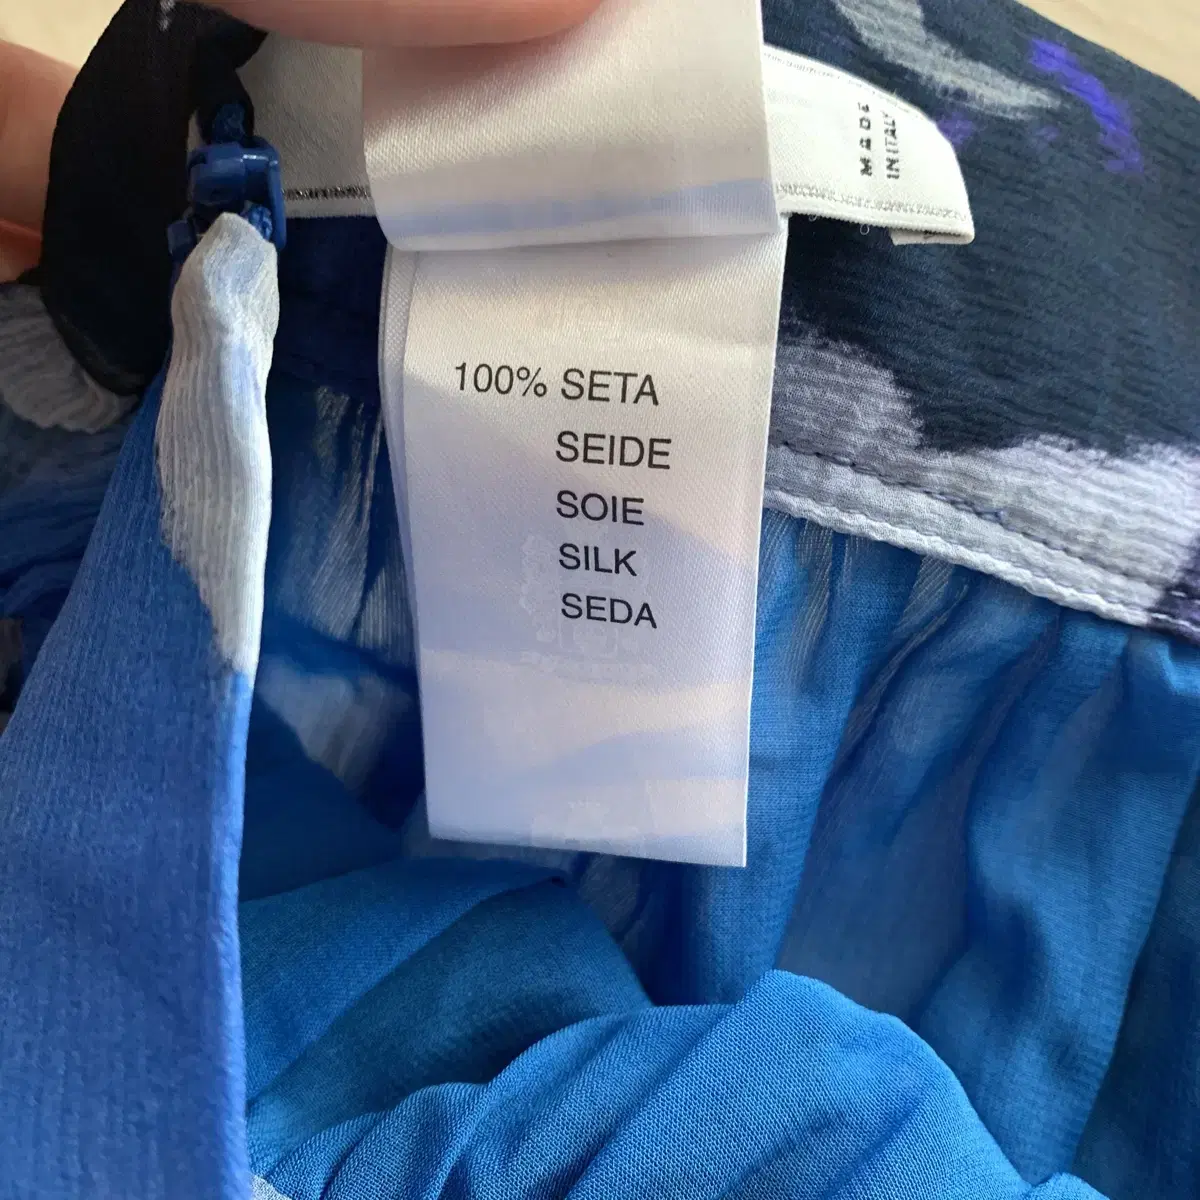 MADE
IN ITALY
100% SETA
SEIDE
SOIE
SILK
SEDA